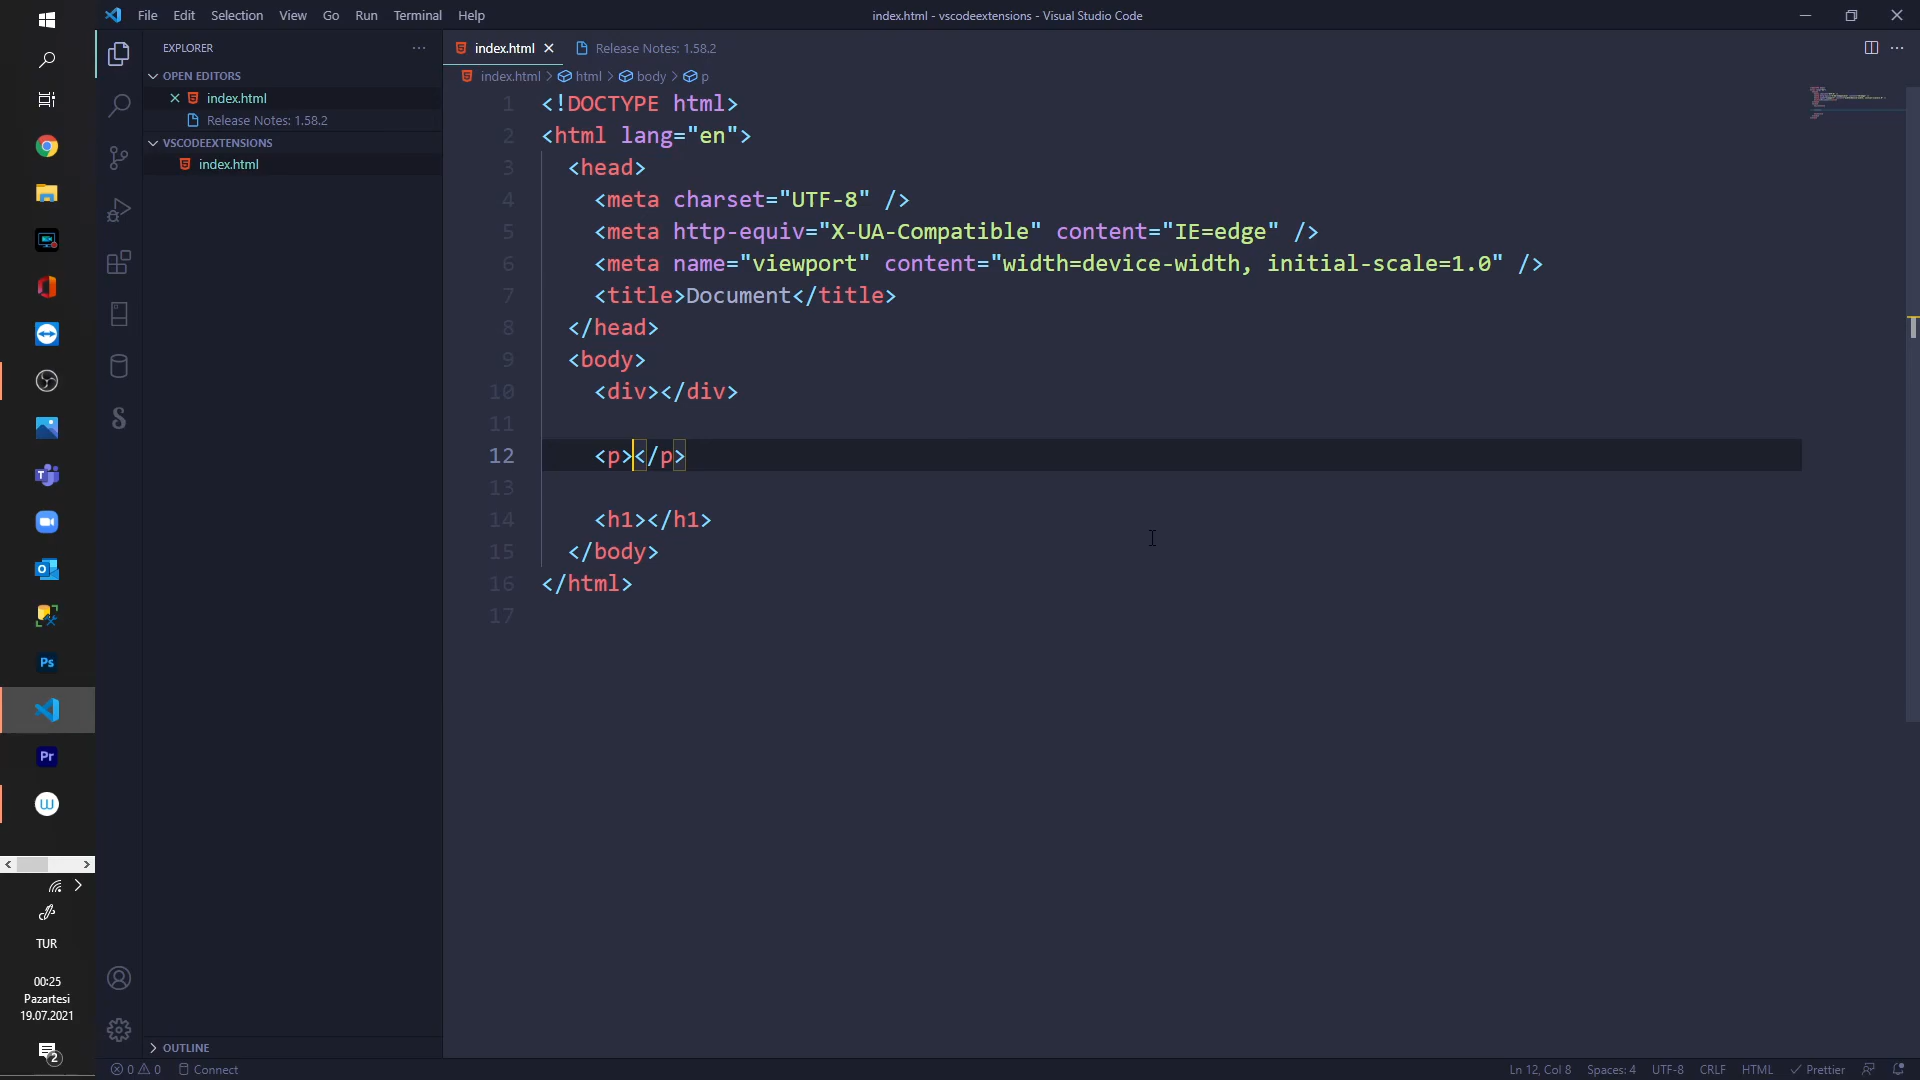 File Edit Selection View Go Run Terminal Help
index.html - vscodeextensions - Visual Studio Code
EXPLORER
OPEN EDITORS
index.html
Release Notes: 1.58.2
VSCODEEXTENSIONS
index.html
OUTLINE
index.html
Release Notes: 1.58.2
index.html > html > body > p
1 <!DOCTYPE html>
2 <html lang="en">
3 <head>
4 <meta charset="UTF-8" />
5 <meta http-equiv="X-UA-Compatible" content="IE=edge" />
6 <meta name="viewport" content="width=device-width, initial-scale=1.0" />
7 <title>Document</title>
8 </head>
9 <body>
10 <div></div>
11
12 <p></p>
13
14 <h1></h1>
15 </body>
16 </html>
17
Ps
Pr
TUR
00:25
Pazartesi
19.07.2021
2
0 0 Connect
Ln 12, Col 8 Spaces: 4 UTF-8 CRLF HTML Prettier